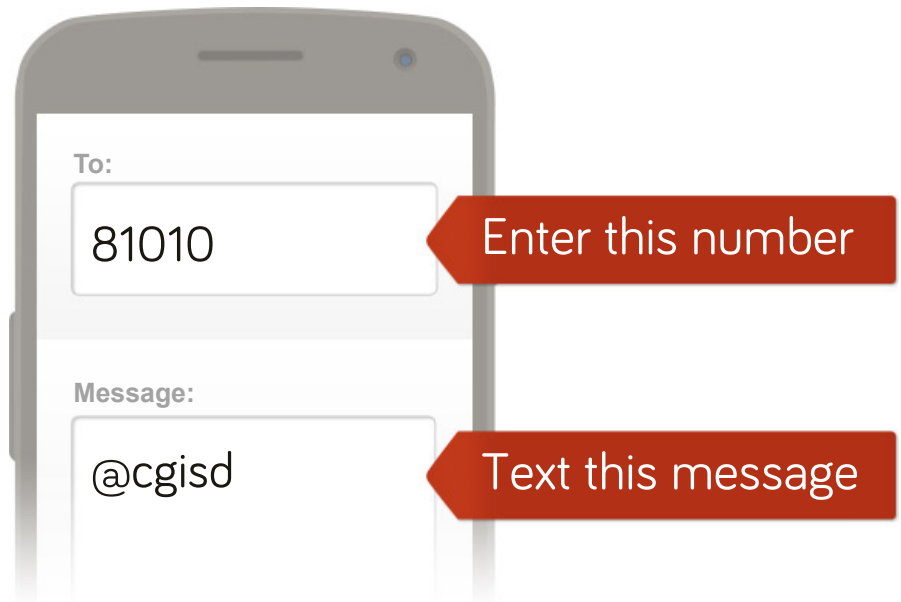 To:
81010
Enter this number
Message:
@cgisd
Text this message